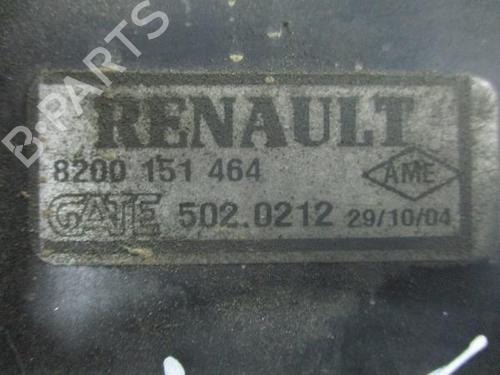 B-PARTS
RENAULT
8200 151 464
AME
GATE 502.0212 29/10/04